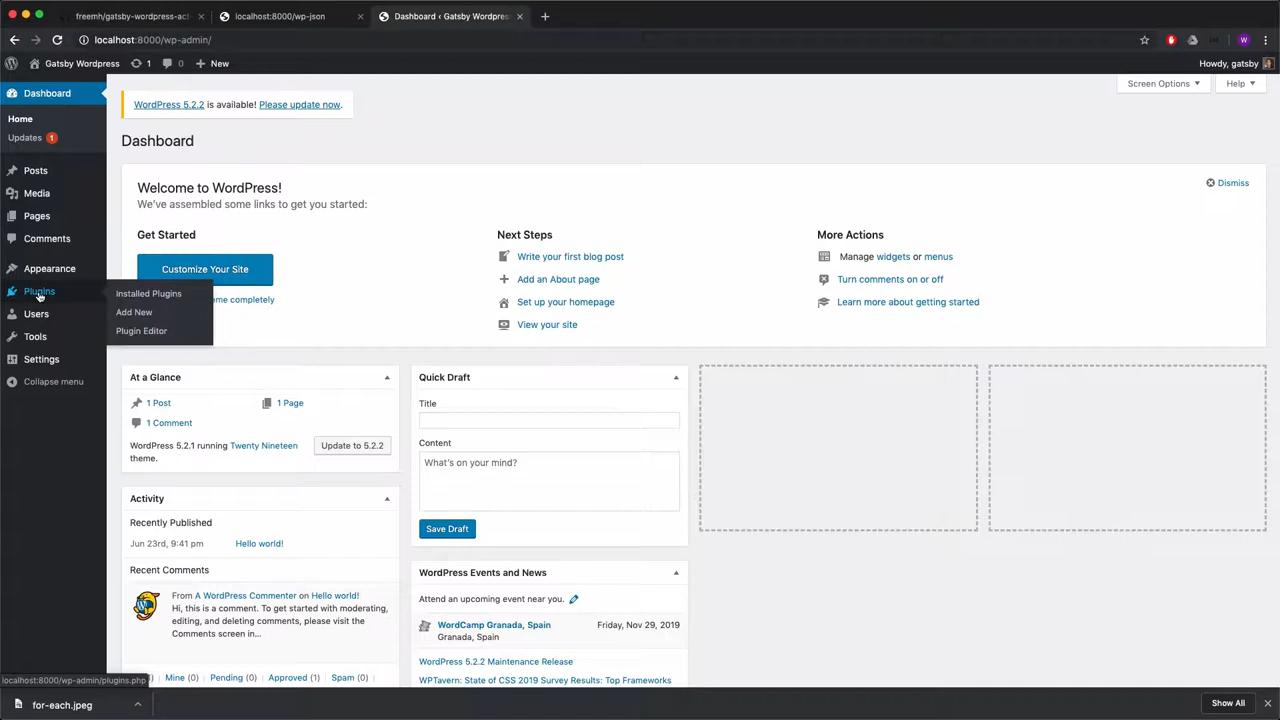 freemh/gatsby-wordpress-act
localhost:8000/wp-json
Dashboard ‹ Gatsby Wordpres
localhost:8000/wp-admin/
Gatsby Wordpress
1
0
New
Howdy, gatsby
Dashboard
Home
Updates 1
Posts
Media
Pages
Comments
Appearance
Plugins
Users
Tools
Settings
Collapse menu
Installed Plugins
Add New
Plugin Editor
Screen Options
Help
WordPress 5.2.2 is available! Please update now.
Dashboard
Welcome to WordPress!
We've assembled some links to get you started:
Dismiss
Get Started
Customize Your Site
eme completely
Next Steps
Write your first blog post
Add an About page
Set up your homepage
View your site
More Actions
Manage widgets or menus
Turn comments on or off
Learn more about getting started
At a Glance
1 Post
1 Page
1 Comment
WordPress 5.2.1 running Twenty Nineteen
theme.
Update to 5.2.2
Activity
Recently Published
Jun 23rd, 9:41 pm
Hello world!
Recent Comments
From A WordPress Commenter on Hello world!
Hi, this is a comment. To get started with moderating,
editing, and deleting comments, please visit the
Comments screen in…
Mine (0) | Pending (0) | Approved (1) | Spam (0) |
Quick Draft
Title
Content
What's on your mind?
Save Draft
WordPress Events and News
Attend an upcoming event near you.
WordCamp Granada, Spain
Friday, Nov 29, 2019
Granada, Spain
WordPress 5.2.2 Maintenance Release
WPTavern: State of CSS 2019 Survey Results: Top Frameworks
localhost:8000/wp-admin/plugins.php
for-each.jpeg
Show All